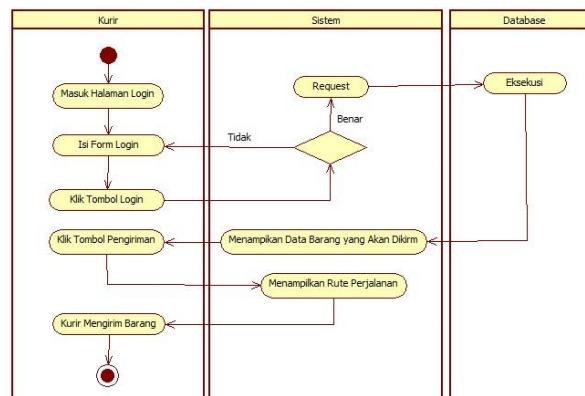 Kurir
Sistem
Database
Masuk Halaman Login
Request
Eksekusi
Benar
Tidak
Isi Form Login
Klik Tombol Login
Klik Tombol Pengiriman
Menampikan Data Barang yang Akan Dikirm
Menampilkan Rute Perjalanan
Kurir Mengirim Barang